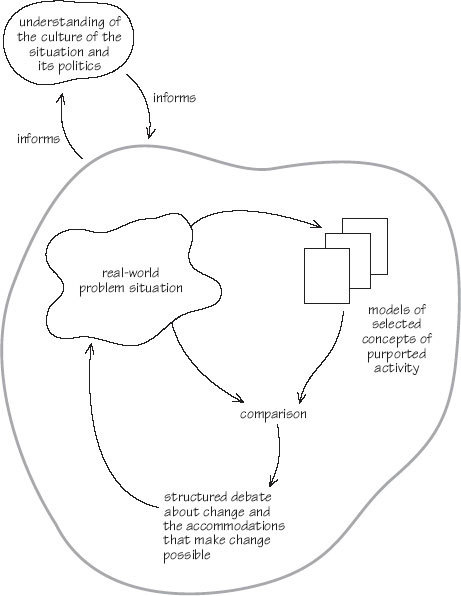 understanding of
the culture of the
situation and
its politics
informs
informs
real-world
problem situation
models of
selected
concepts of
purported
activity
comparison
structured debate
about change and
the accommodations
that make change
possible